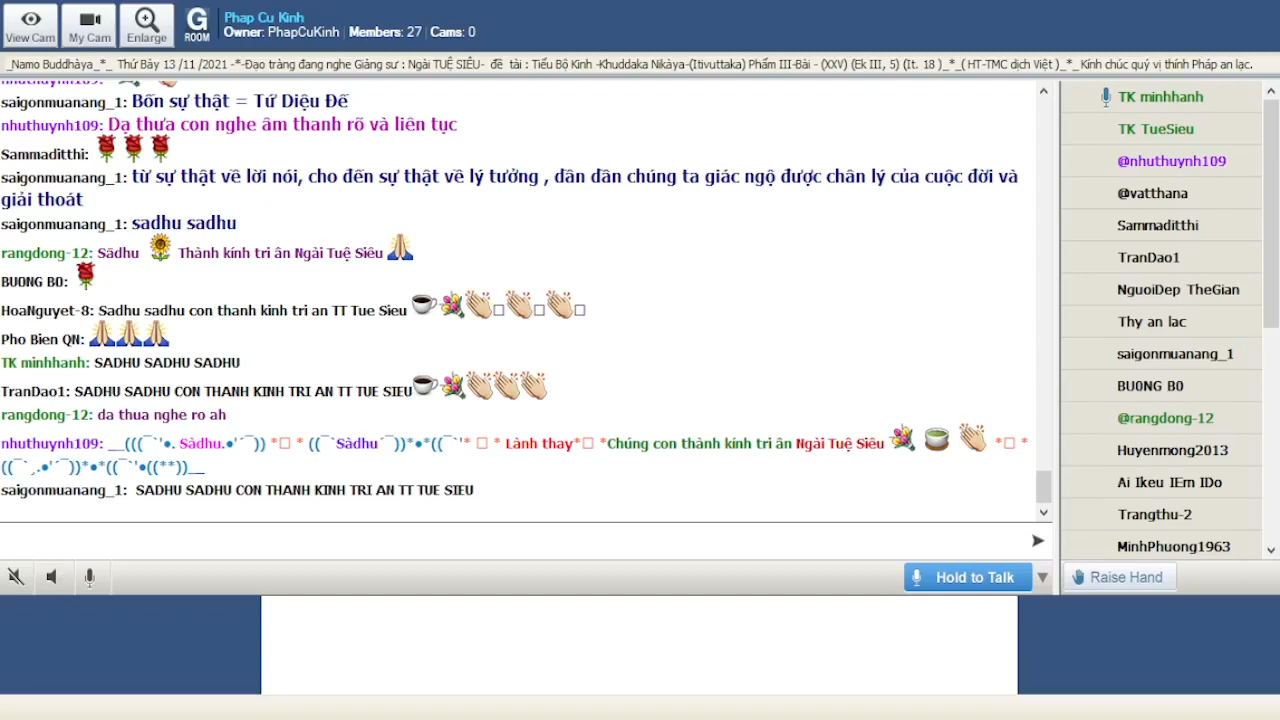 View Cam
My Cam
Enlarge
G
ROOM
Phap Cu Kinh
Owner: PhapCuKinh | Members: 27 | Cams: 0
_Namo Buddhàya_*_ Thứ Bảy 13 /11 /2021 -*-Đạo tràng đang nghe Giảng sư : Ngài TUỆ SIÊU- đề tài : Tiểu Bộ Kinh -Khuddaka Nikàya-(Itivuttaka) Phẩm III-Bài - (XXV) (Ek III, 5) (It. 18 )_*_( HT-TMC dịch Việt )_*_Kính chúc quý vị thính Pháp an lạc.
saigonmuanang_1: Bốn sự thật = Tứ Diệu Đế
nhuthuynh109: Dạ thưa con nghe âm thanh rõ và liên tục
Sammaditthi:
saigonmuanang_1: từ sự thật về lời nói, cho đến sự thật về lý tưởng , dần dần chúng ta giác ngộ được chân lý của cuộc đời và
giải thoát
saigonmuanang_1: sadhu sadhu
rangdong-12: Sādhu Thành kính tri ân Ngài Tuệ Siêu
BU0NG B0:
HoaNguyet-8: Sadhu sadhu con thanh kinh tri an TT Tue Sieu
Pho Bien QN:
TK minhhanh: SADHU SADHU SADHU
TranDao1: SADHU SADHU CON THANH KINH TRI AN TT TUE SIEU
rangdong-12: da thua nghe ro ah
nhuthuynh109: __(((¯`'•. Sàdhu.•'´¯)) *□ * ((¯`Sàdhu´¯))*•*((¯`'* □ * Lành thay*□ *Chúng con thành kính tri ân Ngài Tuệ Siêu *□ *
((¯`¸.•'´¯))*•*((¯`'•((**))__
saigonmuanang_1: SADHU SADHU CON THANH KINH TRI AN TT TUE SIEU
Hold to Talk
TK minhhanh
TK TueSieu
@nhuthuynh109
@vatthana
Sammaditthi
TranDao1
NguoiDep TheGian
Thy an lac
saigonmuanang_1
BU0NG B0
@rangdong-12
Huyenmong2013
Ai Ikeu IEm IDo
Trangthu-2
MinhPhuong1963
Raise Hand